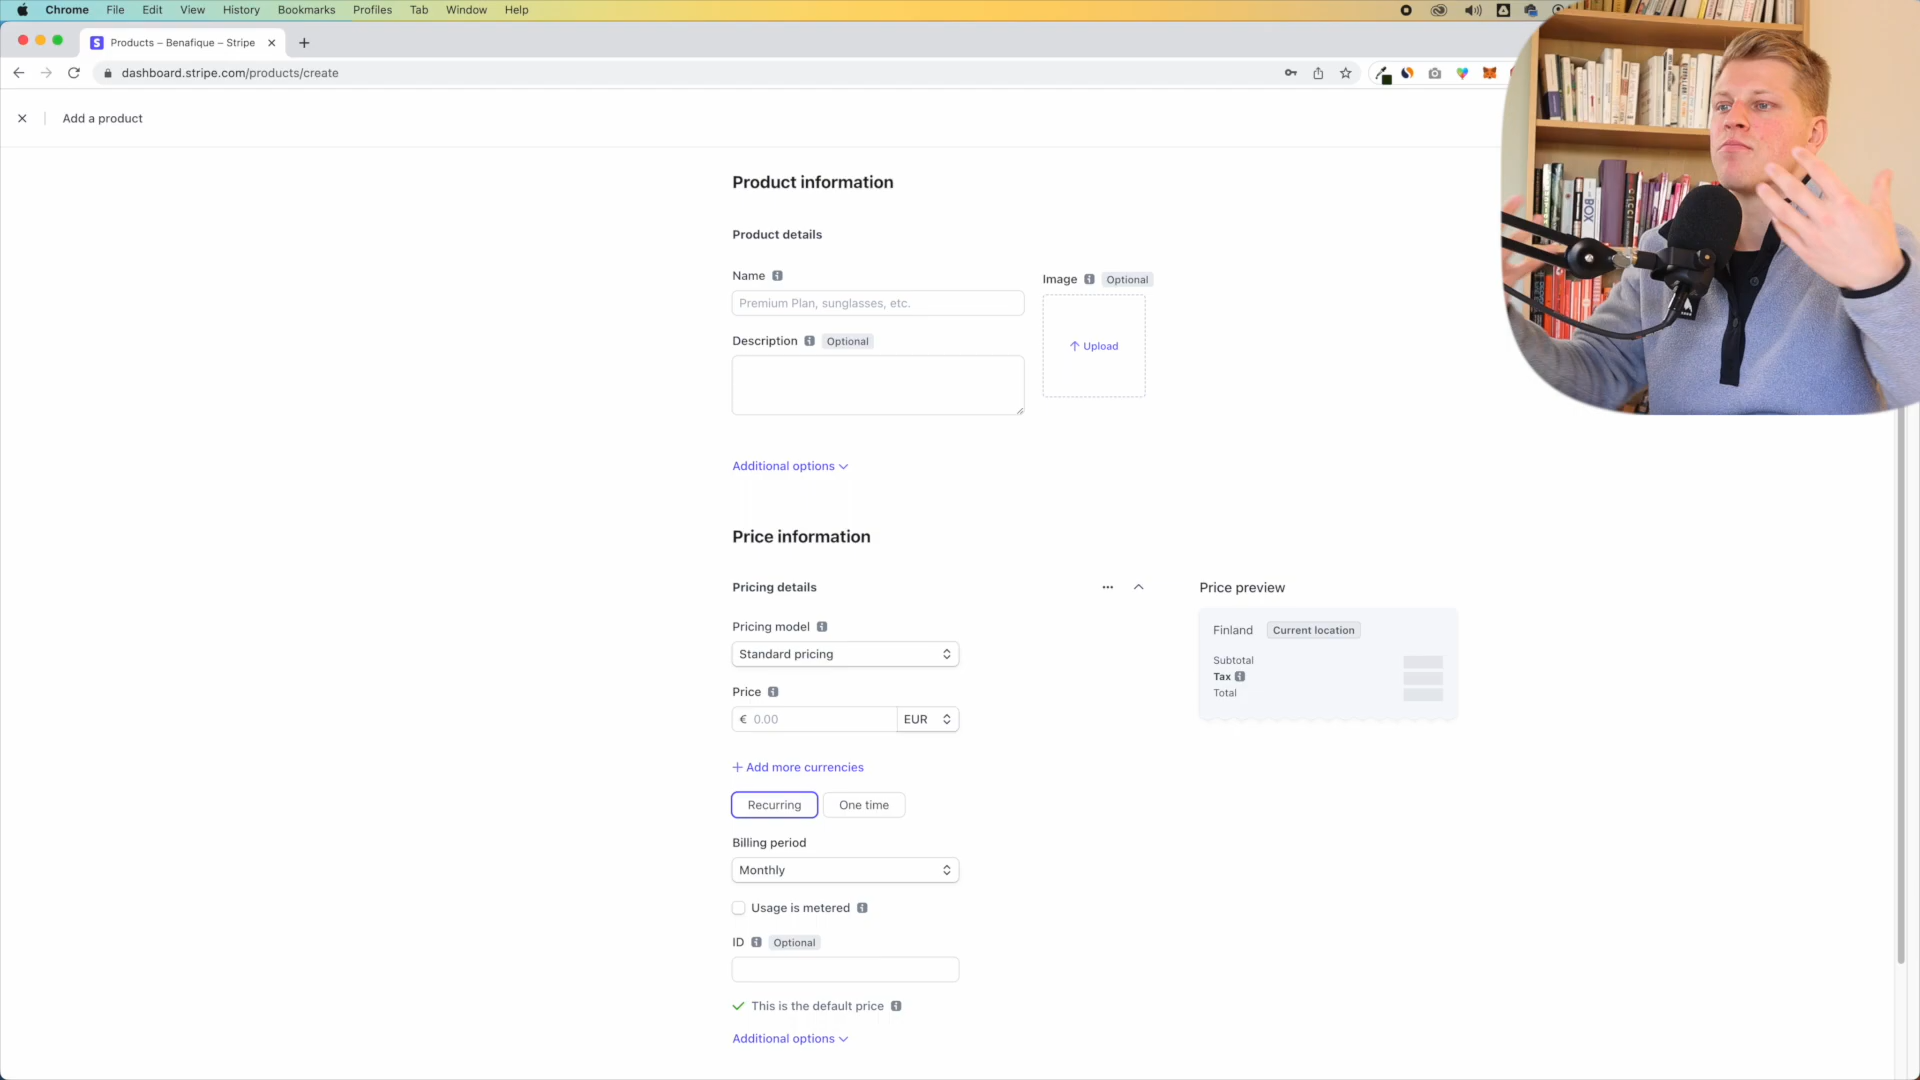 Chrome File Edit View History Bookmarks Profiles Tab Window Help
Products – Benafique – Stripe
dashboard.stripe.com/products/create
Add a product
Product information
Product details
Name
Image Optional
Premium Plan, sunglasses, etc.
Description Optional
Upload
Additional options
Price information
Pricing details
Price preview
Pricing model
Finland Current location
Standard pricing
Subtotal
Tax
Total
Price
€ 0.00 EUR
Add more currencies
Recurring One time
Billing period
Monthly
Usage is metered
ID Optional
This is the default price
Additional options